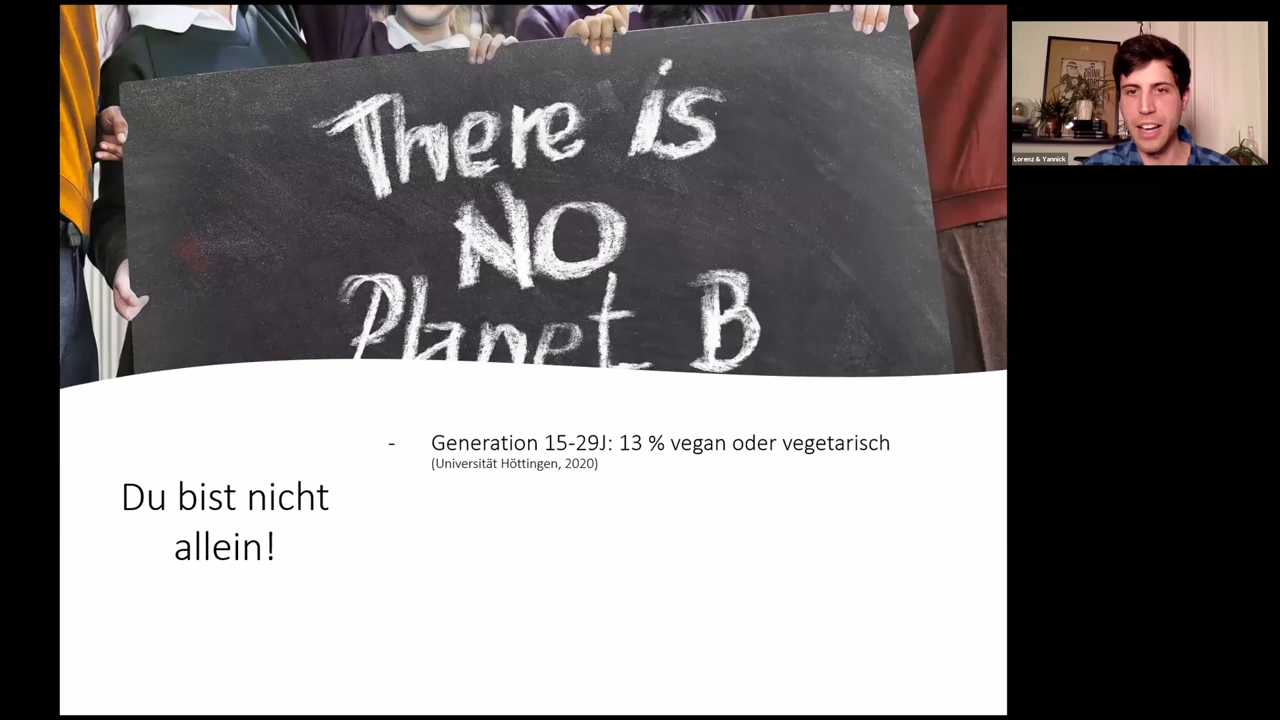 There is
NO
Planet B
Lorenz & Yannick
- Generation 15-29J: 13 % vegan oder vegetarisch
(Universität Höttingen, 2020)
Du bist nicht
allein!